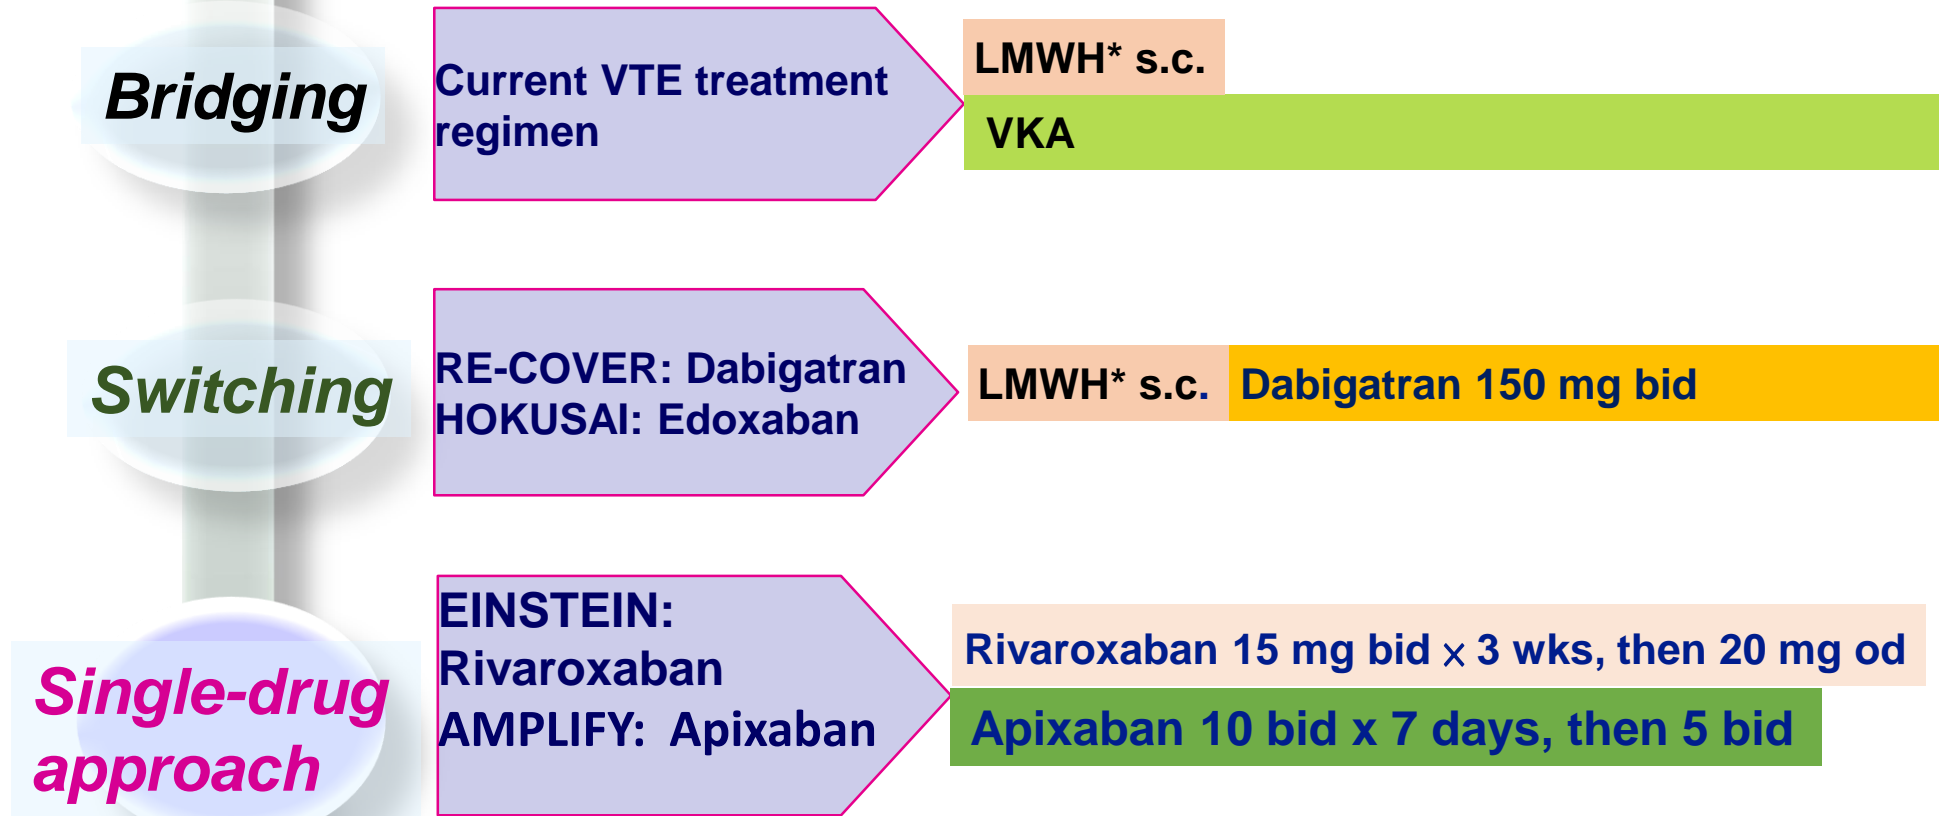 Bridging
Current VTE treatment
regimen
LMWH* s.c.
VKA
Switching
RE-COVER: Dabigatran
HOKUSAI: Edoxaban
LMWH* s.c.
Dabigatran 150 mg bid
Single-drug
approach
EINSTEIN:
Rivaroxaban
AMPLIFY: Apixaban
Rivaroxaban 15 mg bid × 3 wks, then 20 mg od
Apixaban 10 bid x 7 days, then 5 bid